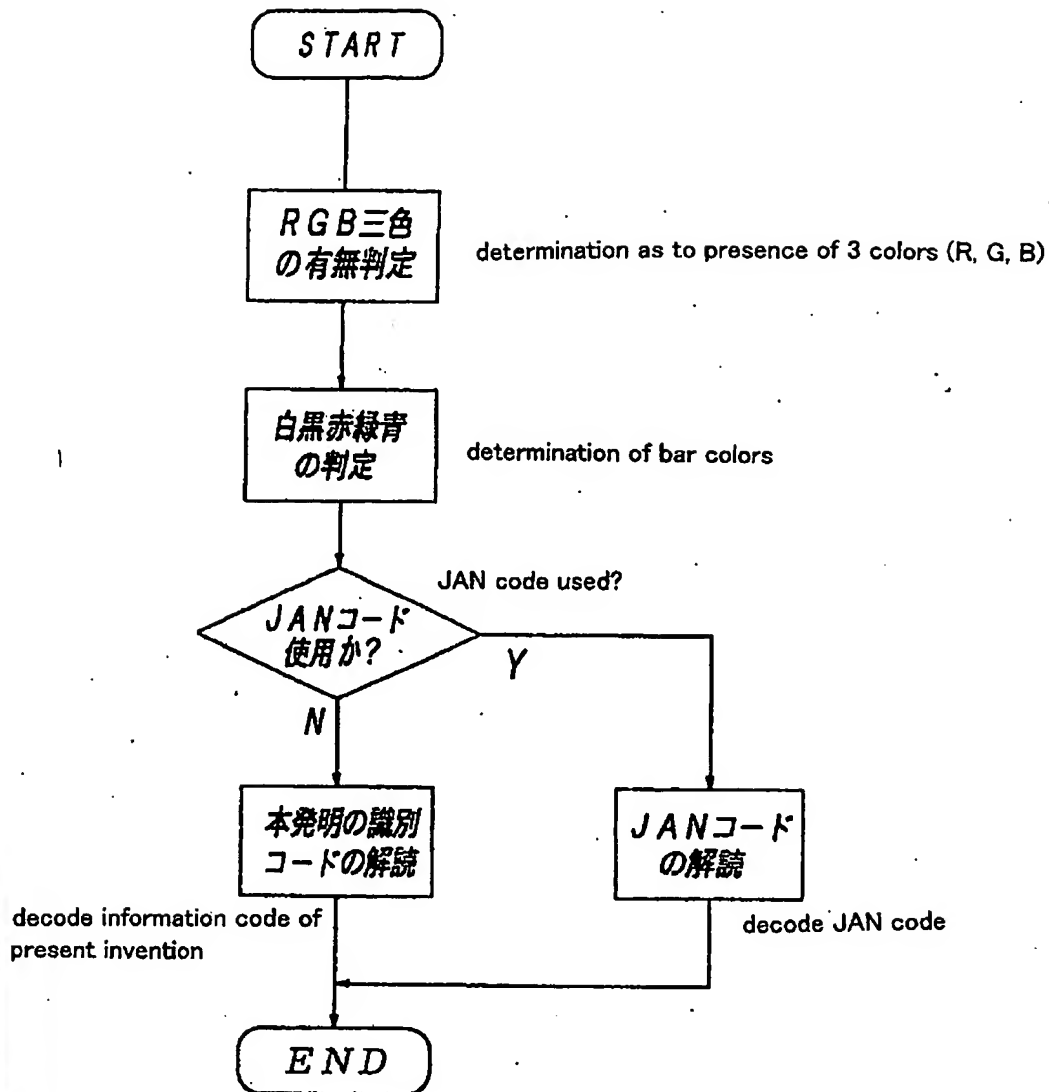 START
RGB三色
の有無判定
determination as to presence of 3 colors (R, G, B)
白黒赤緑青
の判定
determination of bar colors
JAN code used?
JANコード
使用か?
Y
N
本発明の識別
コードの解読
JANコード
の解読
decode information code of
present invention
decode JAN code
END